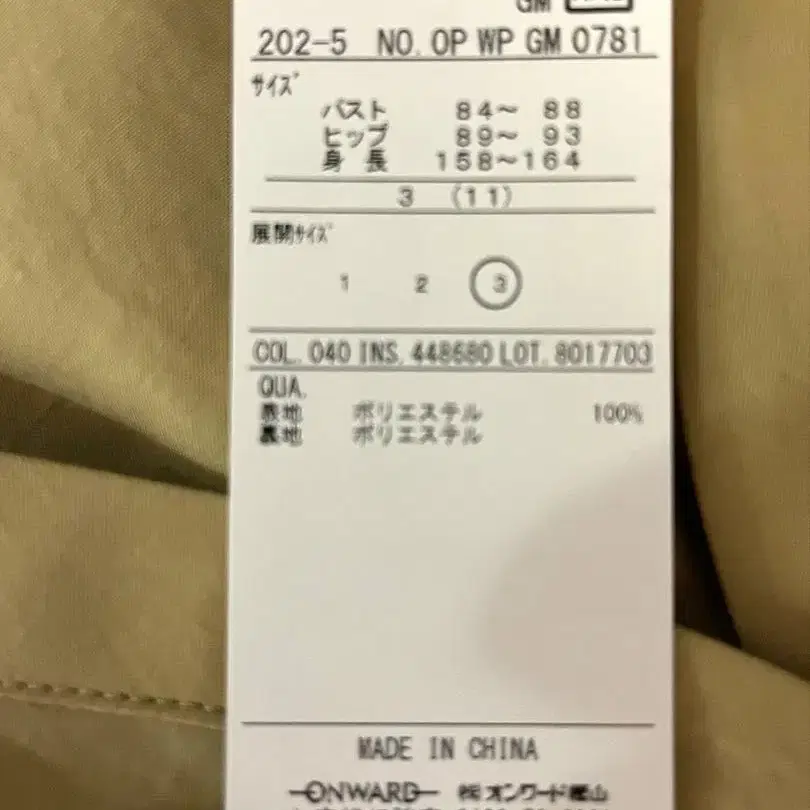 GM
202-5 NO. OP WP GM 0781
サイズ
バスト 84～ 88
ヒップ 89～ 93
身長 158～164
3 (11)
展開サイズ
1 2 3
COL. 040 INS. 448680 LOT. 8017703
QUA.
表地 ポリエステル 100%
裏地 ポリエステル
MADE IN CHINA
ONWARD ㈱オンワード樫山